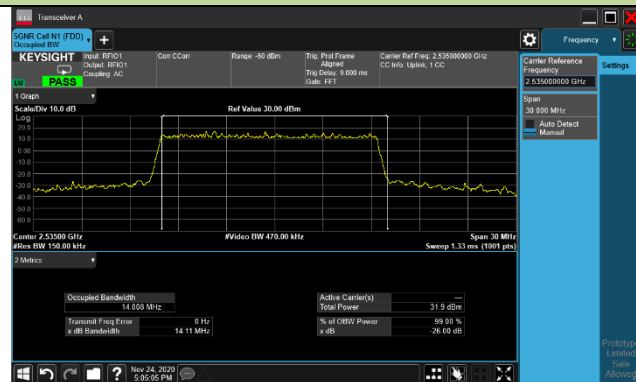 Transceiver A
5GNR Cell N1 (FDD)
Occupied BW
Frequency
KEYSIGHT
Input: RFIO1
Output: RFIO1
Coupling: AC
Corr CCorr
Range: -60 dBm
Trig: Prot Frame
Aligned
Trig Delay: 9.000 ms
Gate: FFT
Carrier Ref Freq: 2.535000000 GHz
CC Info: Uplink, 1 CC
PASS
Carrier Reference
Frequency
2.535000000 GHz
Settings
Span
30.000 MHz
Auto Detect
Manual
1 Graph
Scale/Div 10.0 dB
Ref Value 30.00 dBm
Log
20.0
10.0
0.00
-10.0
-20.0
-30.0
-40.0
-50.0
-60.0
Center 2.53500 GHz
#Res BW 150.00 kHz
#Video BW 470.00 kHz
Span 30 MHz
Sweep 1.33 ms (1001 pts)
2 Metrics
Occupied Bandwidth
14.008 MHz
Transmit Freq Error
0 Hz
x dB Bandwidth
14.11 MHz
Active Carrier(s)
---
Total Power
31.9 dBm
% of OBW Power
99.00 %
x dB
-26.00 dB
Nov 24, 2020
5:05:05 PM
Prototype
Limited
Sale
Allowed